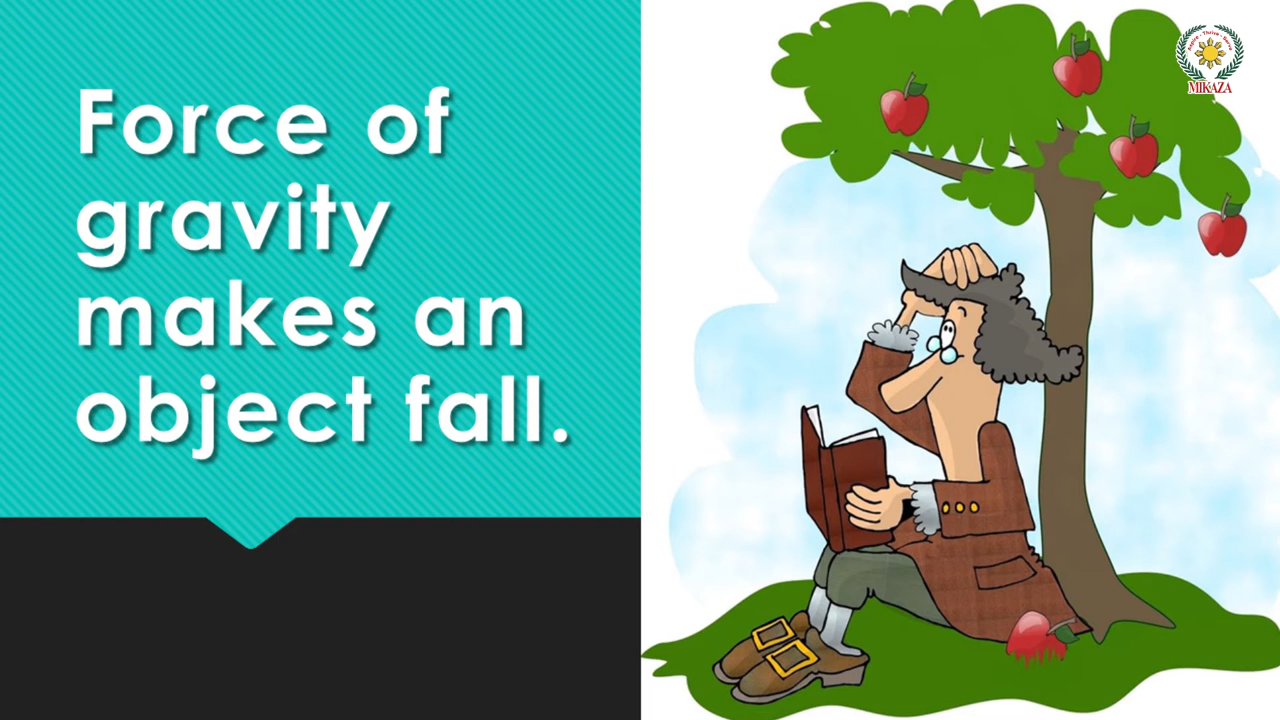 Force of
gravity
makes an
object fall.
MIKAZA